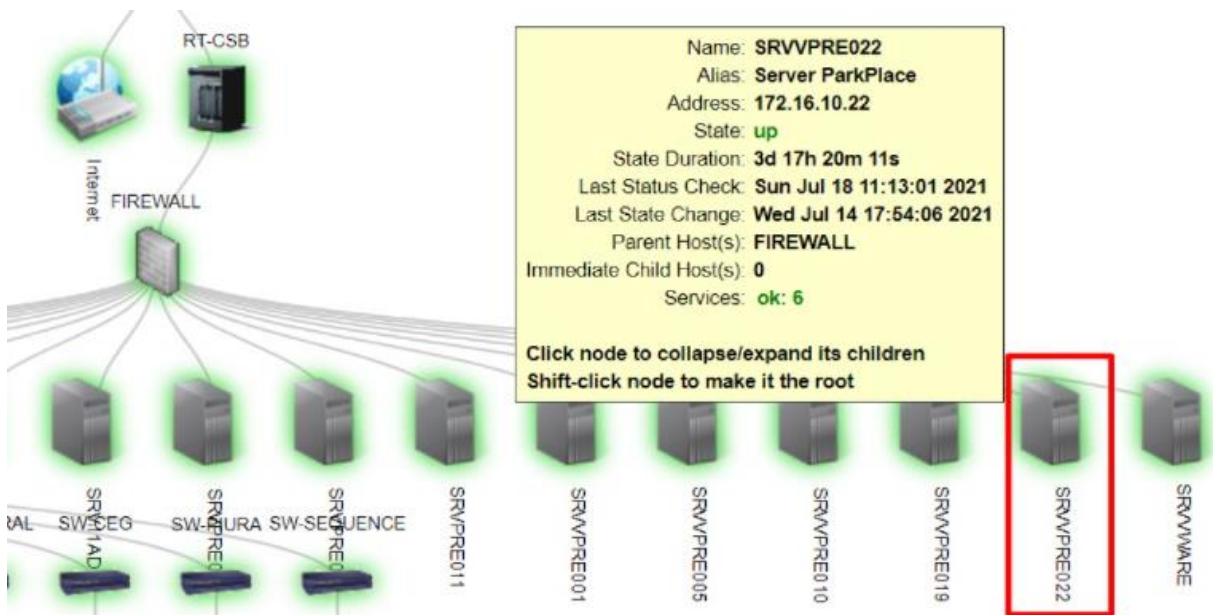 RT-CSB
Internet
FIREWALL
Name: SRVVPRE022
Alias: Server ParkPlace
Address: 172.16.10.22
State: up
State Duration: 3d 17h 20m 11s
Last Status Check: Sun Jul 18 11:13:01 2021
Last State Change: Wed Jul 14 17:54:06 2021
Parent Host(s): FIREWALL
Immediate Child Host(s): 0
Services: ok: 6
Click node to collapse/expand its children
Shift-click node to make it the root
SRVPRE011
SRVVPRE001
SRVVPRE005
SRVVPRE010
SRVVPRE019
SRVVPRE022
SRVVWARE
RAL
SW-CEG
SW-PIURA
SW-SEQUENCE